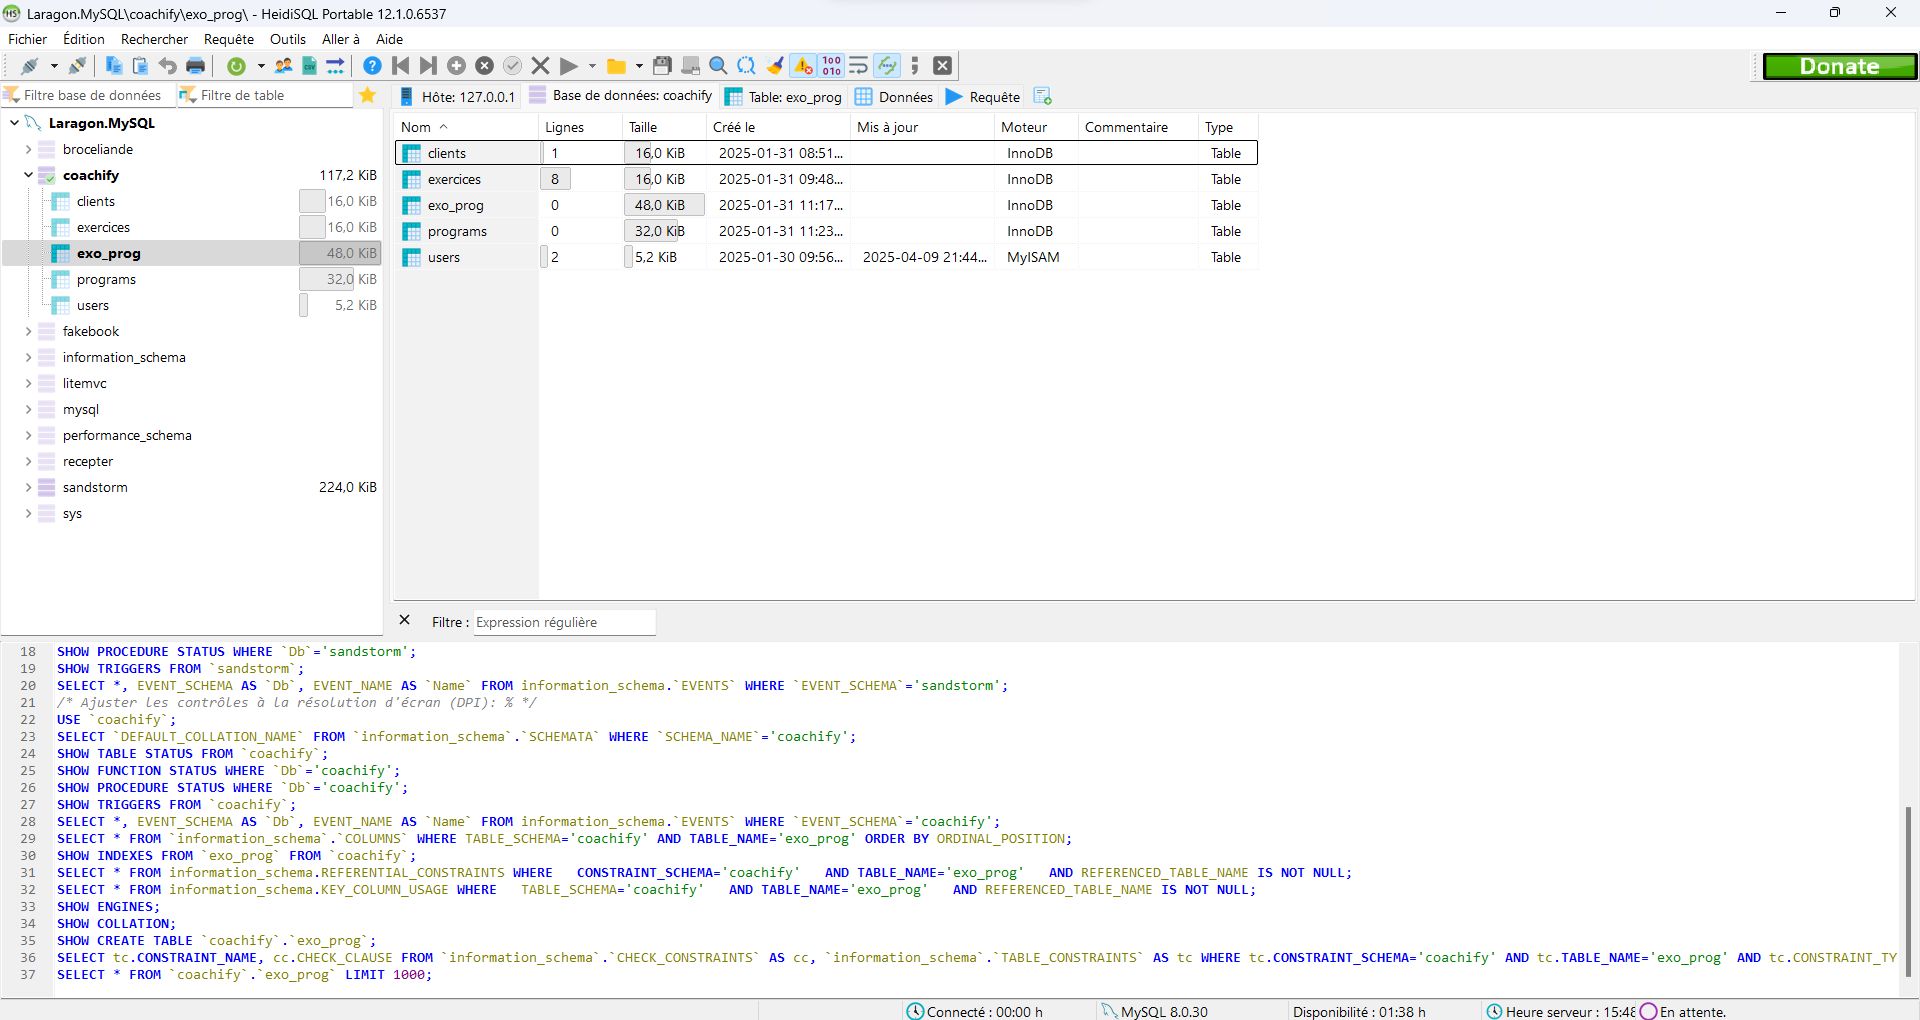 Laragon.MySQL\coachify\exo_prog\ - HeidiSQL Portable 12.1.0.6537
Fichier Édition Rechercher Requête Outils Aller à Aide
Donate
Filtre base de données Filtre de table
Hôte: 127.0.0.1 Base de données: coachify Table: exo_prog Données Requête
Laragon.MySQL
broceliande
coachify 117,2 KiB
clients 16,0 KiB
exercices 16,0 KiB
exo_prog 48,0 KiB
programs 32,0 KiB
users 5,2 KiB
fakebook
information_schema
litemvc
mysql
performance_schema
recepter
sandstorm 224,0 KiB
sys
Nom Lignes Taille Créé le Mis à jour Moteur Commentaire Type
clients 1 16,0 KiB 2025-01-31 08:51... InnoDB Table
exercices 8 16,0 KiB 2025-01-31 09:48... InnoDB Table
exo_prog 0 48,0 KiB 2025-01-31 11:17... InnoDB Table
programs 0 32,0 KiB 2025-01-31 11:23... InnoDB Table
users 2 5,2 KiB 2025-01-30 09:56... 2025-04-09 21:44... MyISAM Table
Filtre : Expression régulière
18 SHOW PROCEDURE STATUS WHERE `Db`='sandstorm';
19 SHOW TRIGGERS FROM `sandstorm`;
20 SELECT *, EVENT_SCHEMA AS `Db`, EVENT_NAME AS `Name` FROM information_schema.`EVENTS` WHERE `EVENT_SCHEMA`='sandstorm';
21 /* Ajuster les contrôles à la résolution d'écran (DPI): % */
22 USE `coachify`;
23 SELECT `DEFAULT_COLLATION_NAME` FROM `information_schema`.`SCHEMATA` WHERE `SCHEMA_NAME`='coachify';
24 SHOW TABLE STATUS FROM `coachify`;
25 SHOW FUNCTION STATUS WHERE `Db`='coachify';
26 SHOW PROCEDURE STATUS WHERE `Db`='coachify';
27 SHOW TRIGGERS FROM `coachify`;
28 SELECT *, EVENT_SCHEMA AS `Db`, EVENT_NAME AS `Name` FROM information_schema.`EVENTS` WHERE `EVENT_SCHEMA`='coachify';
29 SELECT * FROM `information_schema`.`COLUMNS` WHERE TABLE_SCHEMA='coachify' AND TABLE_NAME='exo_prog' ORDER BY ORDINAL_POSITION;
30 SHOW INDEXES FROM `exo_prog` FROM `coachify`;
31 SELECT * FROM information_schema.REFERENTIAL_CONSTRAINTS WHERE   CONSTRAINT_SCHEMA='coachify'   AND TABLE_NAME='exo_prog'   AND REFERENCED_TABLE_NAME IS NOT NULL;
32 SELECT * FROM information_schema.KEY_COLUMN_USAGE WHERE   TABLE_SCHEMA='coachify'   AND TABLE_NAME='exo_prog'   AND REFERENCED_TABLE_NAME IS NOT NULL;
33 SHOW ENGINES;
34 SHOW COLLATION;
35 SHOW CREATE TABLE `coachify`.`exo_prog`;
36 SELECT tc.CONSTRAINT_NAME, cc.CHECK_CLAUSE FROM `information_schema`.`CHECK_CONSTRAINTS` AS cc, `information_schema`.`TABLE_CONSTRAINTS` AS tc WHERE tc.CONSTRAINT_SCHEMA='coachify' AND tc.TABLE_NAME='exo_prog' AND tc.CONSTRAINT_TY
37 SELECT * FROM `coachify`.`exo_prog` LIMIT 1000;
Connecté : 00:00 h MySQL 8.0.30 Disponibilité : 01:38 h Heure serveur : 15:48 En attente.